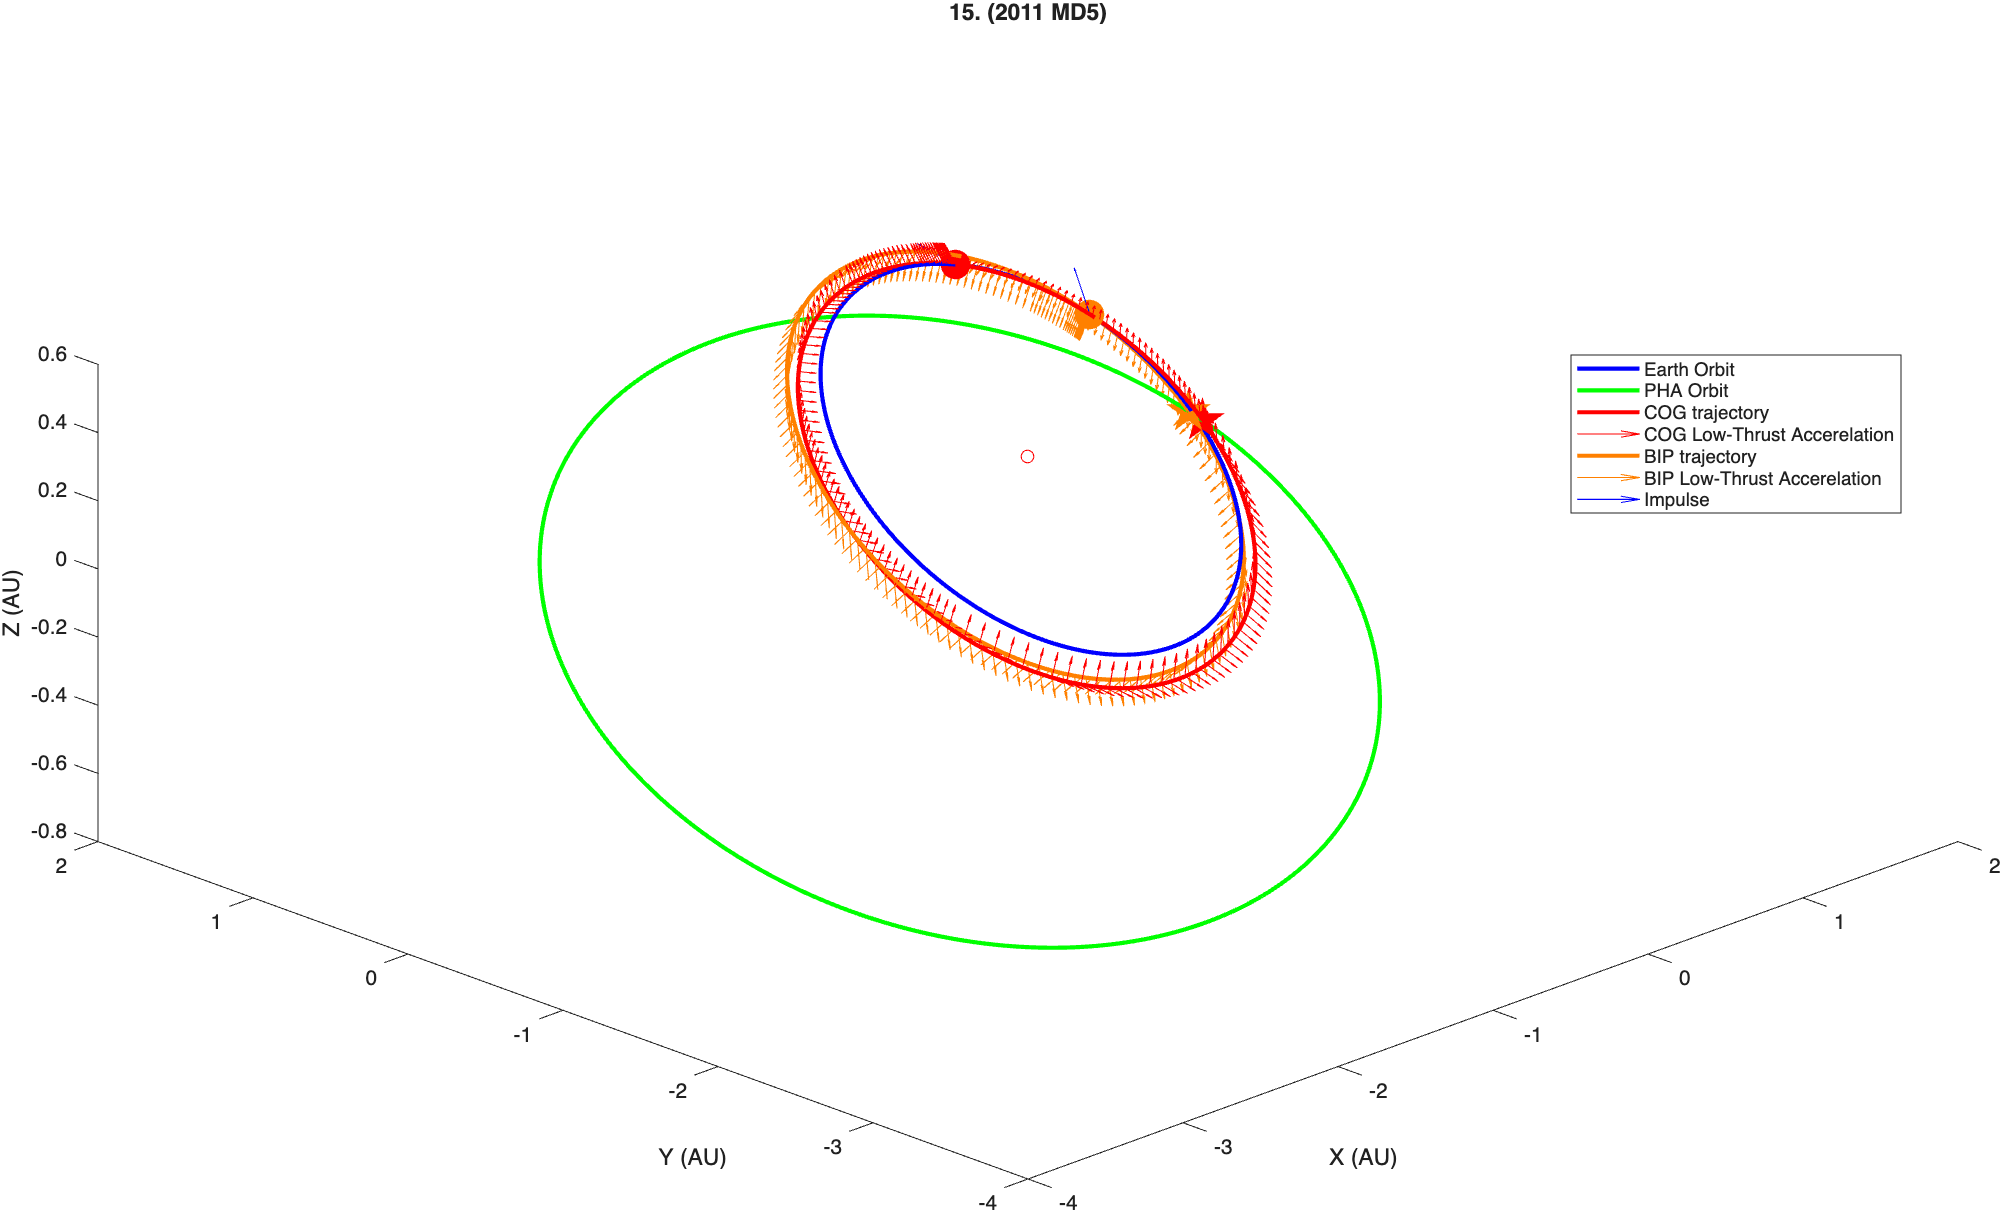 15. (2011 MD5)
Earth Orbit
PHA Orbit
COG trajectory
COG Low-Thrust Accerelation
BIP trajectory
BIP Low-Thrust Accerelation
Impulse
0.6
0.4
0.2
0
-0.2
-0.4
-0.6
-0.8
Z (AU)
2
1
0
-1
-2
-3
-4
Y (AU)
-4
-3
-2
-1
0
1
2
X (AU)